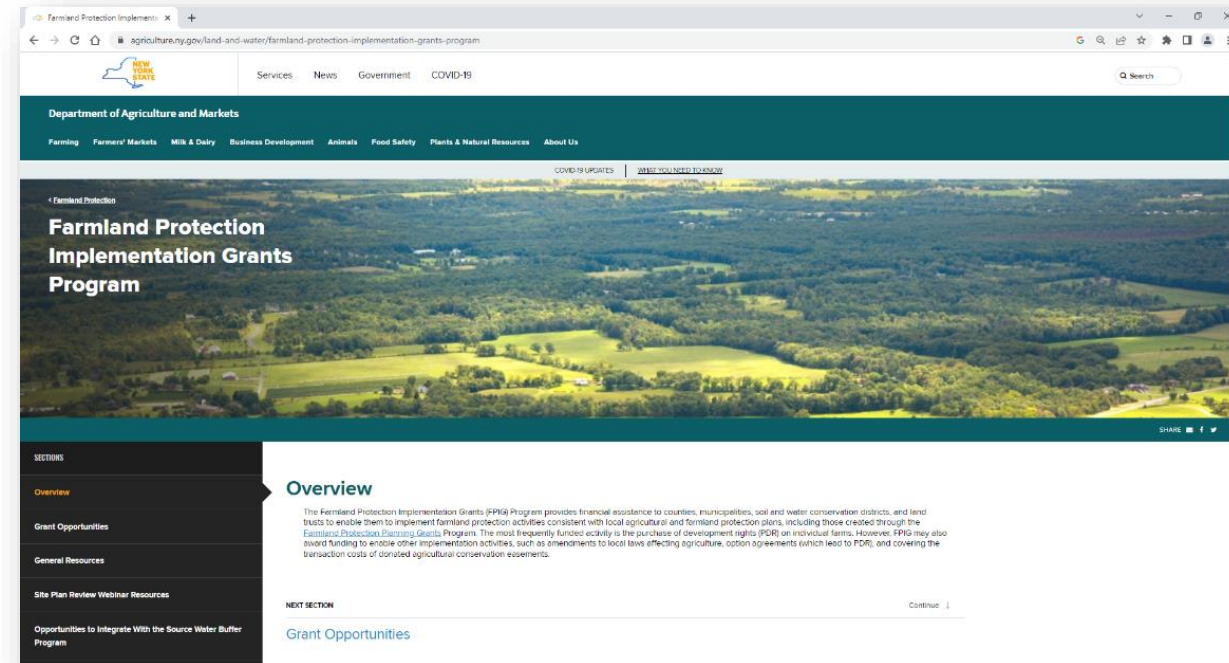 Farmland Protection Implementa
agriculture.ny.gov/land-and-water/farmland-protection-implementation-grants-program
NEW
YORK
STATE
Services News Government COVID-19
Search
Department of Agriculture and Markets
Farming Farmers' Markets Milk & Dairy Business Development Animals Food Safety Plants & Natural Resources About Us
COVID-19 UPDATES WHAT YOU NEED TO KNOW
< Farmland Protection
Farmland Protection
Implementation Grants
Program
SHARE
SECTIONS
Overview
Grant Opportunities
General Resources
Site Plan Review Webinar Resources
Opportunities to Integrate With the Source Water Buffer
Program
Overview
The Farmland Protection Implementation Grants (FPIG) Program provides financial assistance to counties, municipalities, soil and water conservation districts, and land
trusts to enable them to implement farmland protection activities consistent with local agricultural and farmland protection plans, including those created through the
Farmland Protection Planning Grants Program. The most frequently funded activity is the purchase of development rights (PDR) on individual farms. However, FPIG may also
award funding to enable other implementation activities, such as amendments to local laws affecting agriculture, option agreements (which lead to PDR), and covering the
transaction costs of donated agricultural conservation easements.
NEXT SECTION Continue ↓
Grant Opportunities